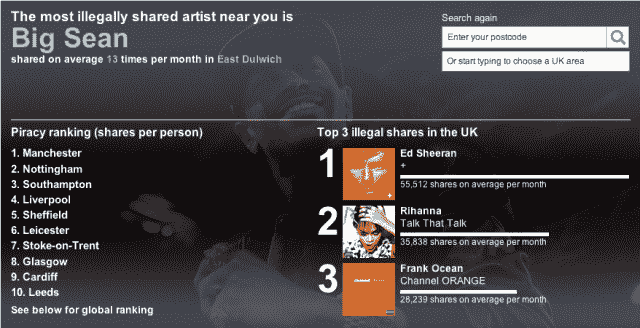 The most illegally shared artist near you is
Big Sean
shared on average 13 times per month in East Dulwich
Search again
Enter your postcode
Or start typing to choose a UK area
Piracy ranking (shares per person)
1. Manchester
2. Nottingham
3. Southampton
4. Liverpool
5. Sheffield
6. Leicester
7. Stoke-on-Trent
8. Glasgow
9. Cardiff
10. Leeds
See below for global ranking
Top 3 illegal shares in the UK
1
Ed Sheeran
+
55,512 shares on average per month
2
Rihanna
Talk That Talk
35,838 shares on average per month
3
Frank Ocean
Channel ORANGE
28,239 shares on average per month